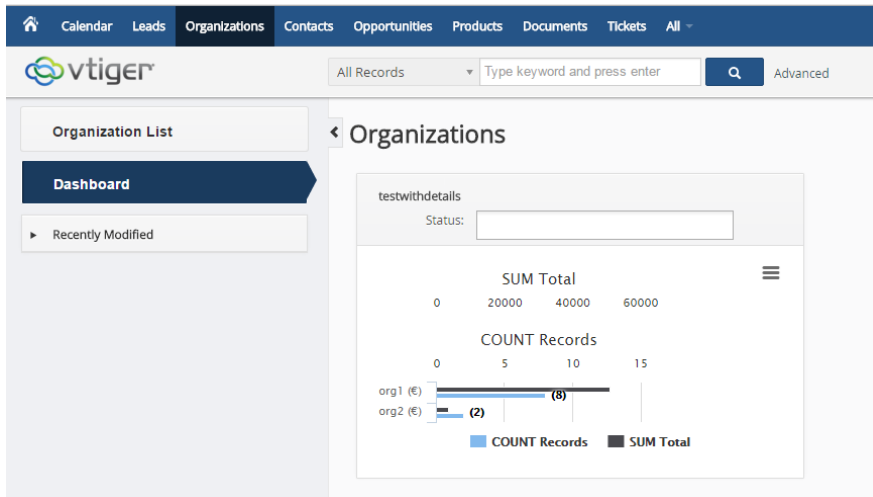 Calendar Leads Organizations Contacts Opportunities Products Documents Tickets All
vtiger All Records Type keyword and press enter Advanced
Organization List
Organizations
Dashboard
testwithdetails
Status:
Recently Modified
SUM Total
0 20000 40000 60000
COUNT Records
0 5 10 15
org1 (€) (8)
org2 (€) (2)
COUNT Records SUM Total